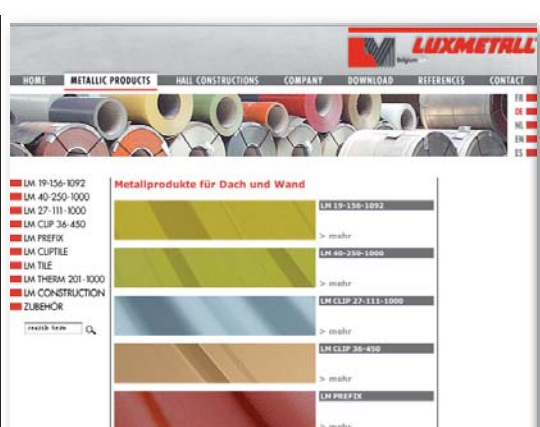 LUXMETALL
Belgium
HOME METALLIC PRODUCTS HALL CONSTRUCTIONS COMPANY DOWNLOAD REFERENCES CONTACT
FR
DE
NL
EN
ES
LM 19-156-1092
LM 40-250-1000
LM 27-111-1000
LM CLIP 36-450
LM PREFIX
LM CLIPTILE
LM TILE
LM THERM 201-1000
LM CONSTRUCTION
ZUBEHÖR
search term
Metallprodukte für Dach und Wand
LM 19-156-1092
> mehr
LM 40-250-1000
> mehr
LM CLIP 27-111-1000
> mehr
LM CLIP 36-450
> mehr
LM PREFIX
> mehr